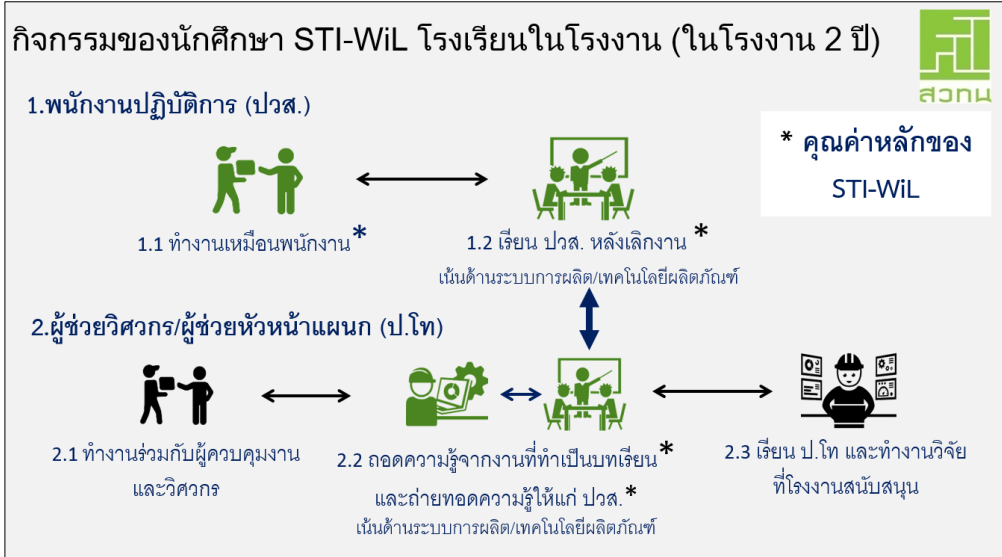 กิจกรรมของนักศึกษา STI-WiL โรงเรียนในโรงงาน (ในโรงงาน 2 ปี)
สวทน
1.พนักงานปฏิบัติการ (ปวส.)
* คุณค่าหลักของ
STI-WiL
1.1 ทำงานเหมือนพนักงาน*
1.2 เรียน ปวส. หลังเลิกงาน *
เน้นด้านระบบการผลิต/เทคโนโลยีผลิตภัณฑ์
2.ผู้ช่วยวิศวกร/ผู้ช่วยหัวหน้าแผนก (ป.โท)
2.1 ทำงานร่วมกับผู้ควบคุมงาน
และวิศวกร
2.2 ถอดความรู้จากงานที่ทำเป็นบทเรียน*
และถ่ายทอดความรู้ให้แก่ ปวส.*
เน้นด้านระบบการผลิต/เทคโนโลยีผลิตภัณฑ์
2.3 เรียน ป.โท และทำงานวิจัย
ที่โรงงานสนับสนุน